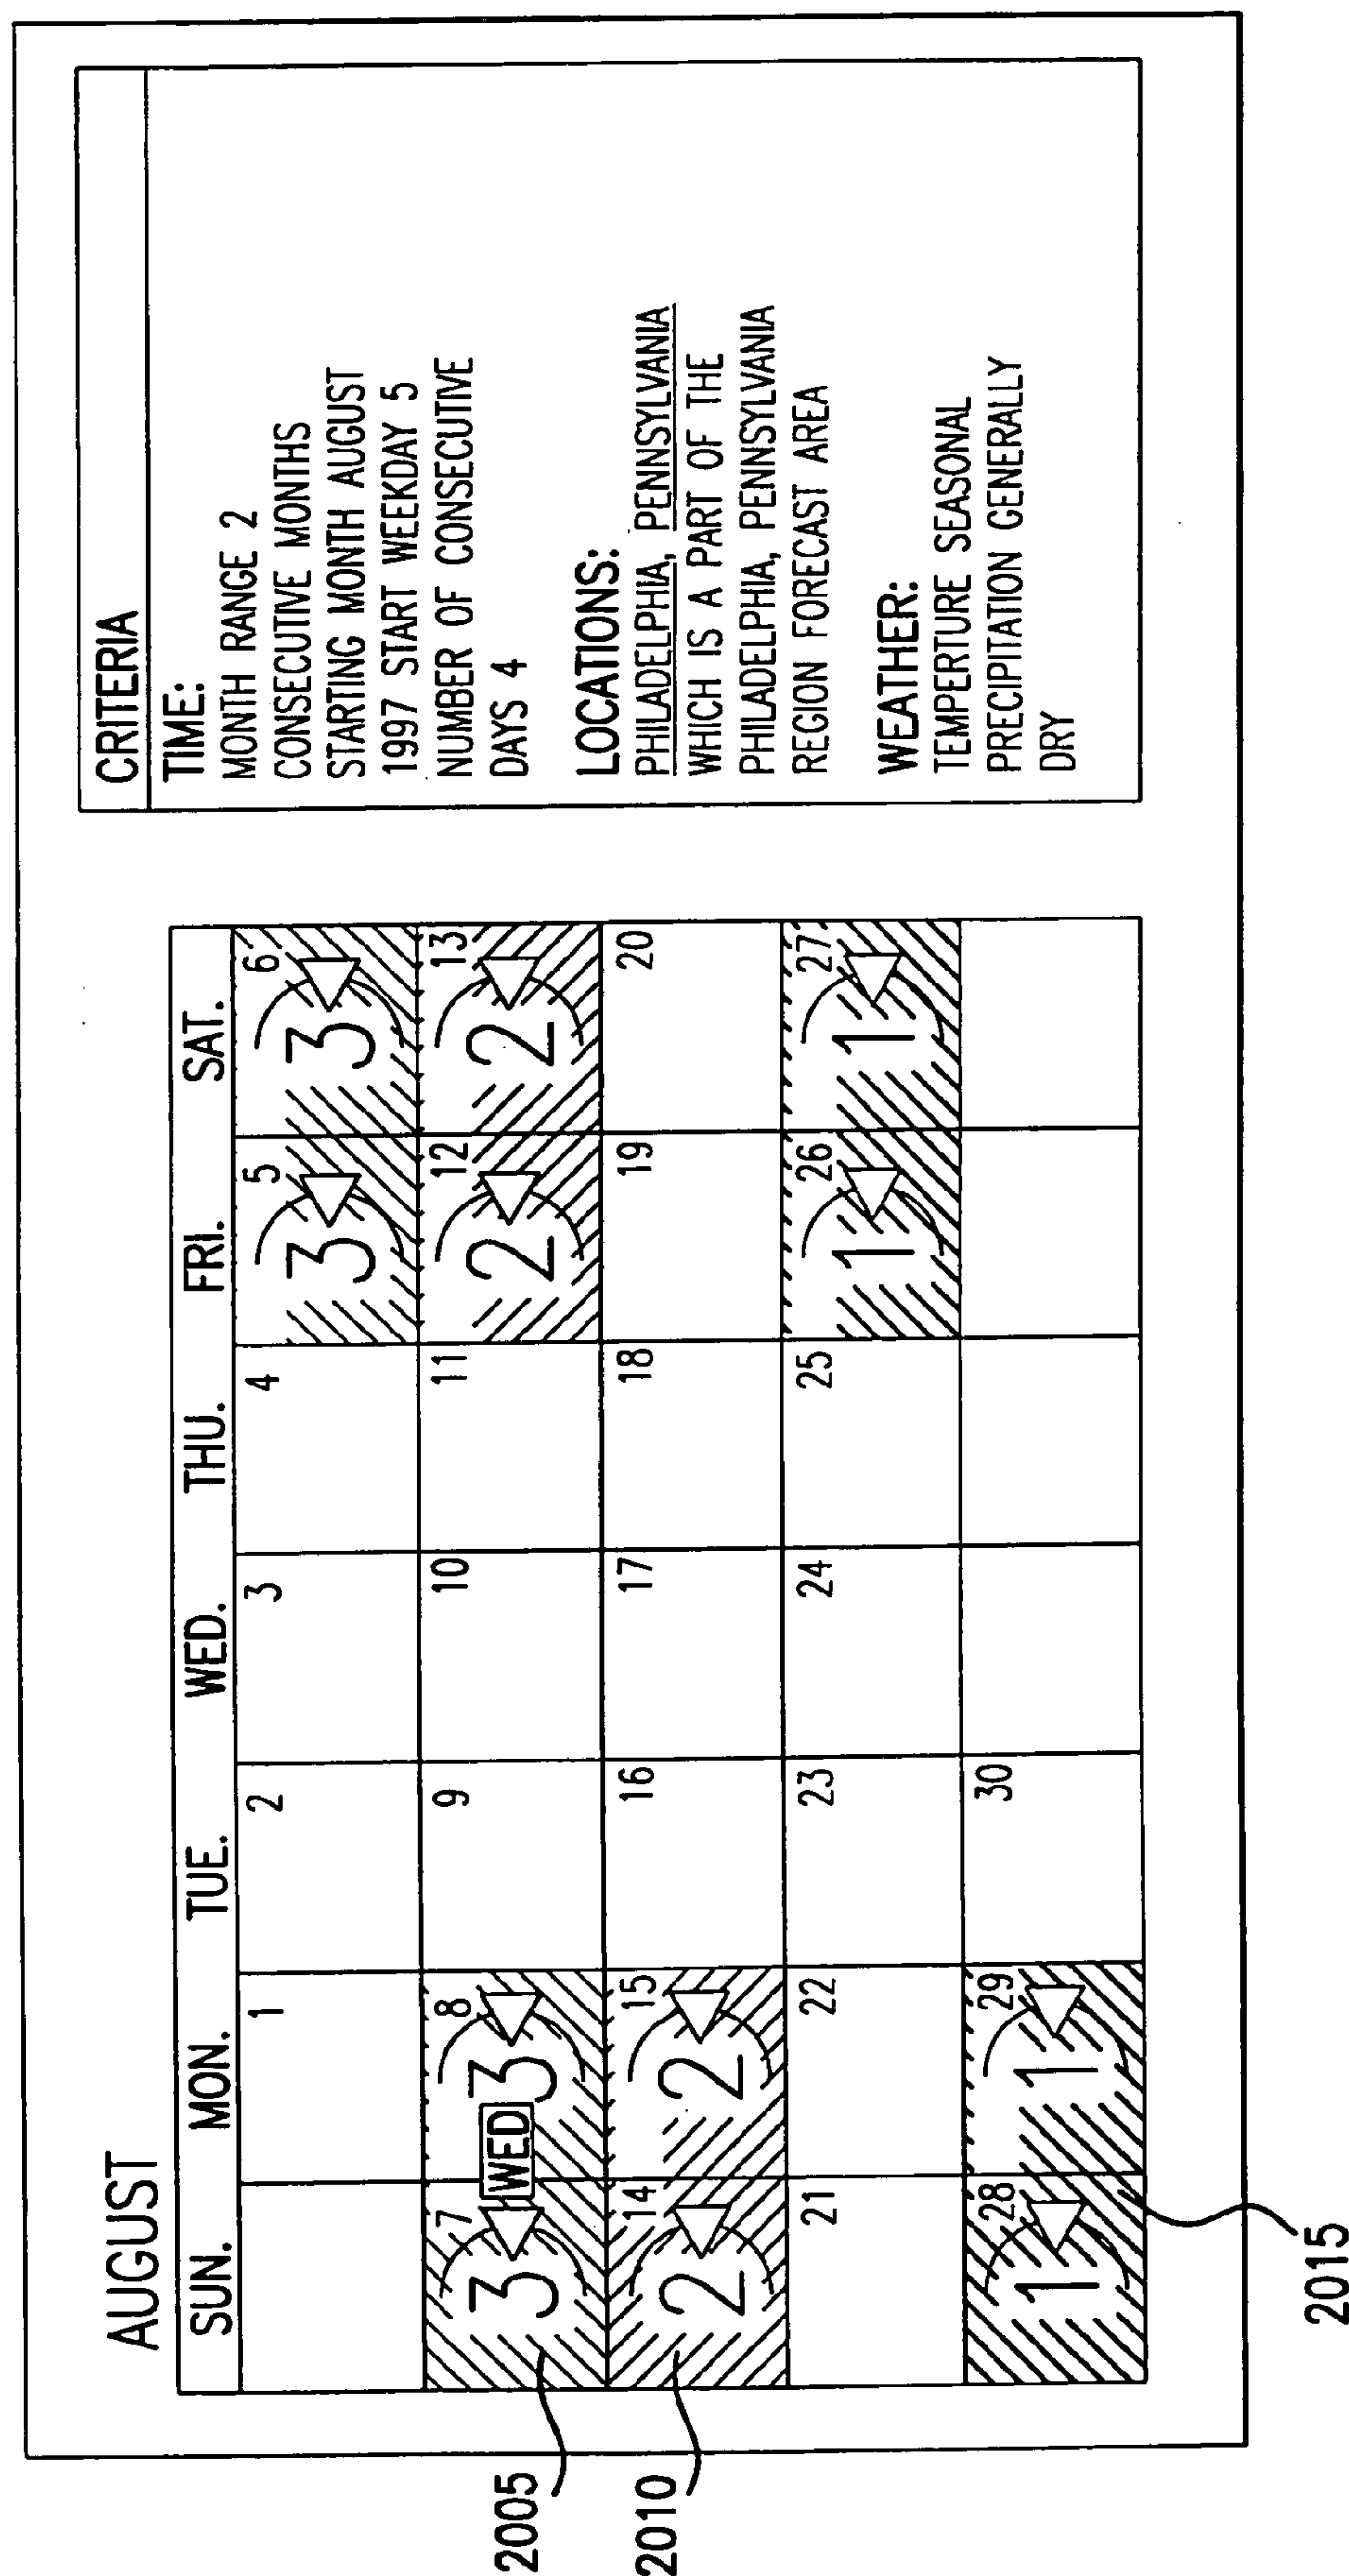 AUGUST
SUN. MON. TUE. WED. THU. FRI. SAT.
1 2 3 4 5 6
3 3
7 8 9 10 11 12 13
3 WED 3 2 2
14 15 16 17 18 19 20
2 2
21 22 23 24 25 26 27
1 1
28 29 30
1 1
2005
2010
2015
CRITERIA
TIME:
MONTH RANGE 2
CONSECUTIVE MONTHS
STARTING MONTH AUGUST
1997 START WEEKDAY 5
NUMBER OF CONSECUTIVE
DAYS 4
LOCATIONS:
PHILADELPHIA, PENNSYLVANIA
WHICH IS A PART OF THE
PHILADELPHIA, PENNSYLVANIA
REGION FORECAST AREA
WEATHER:
TEMPERTURE SEASONAL
PRECIPITATION GENERALLY
DRY